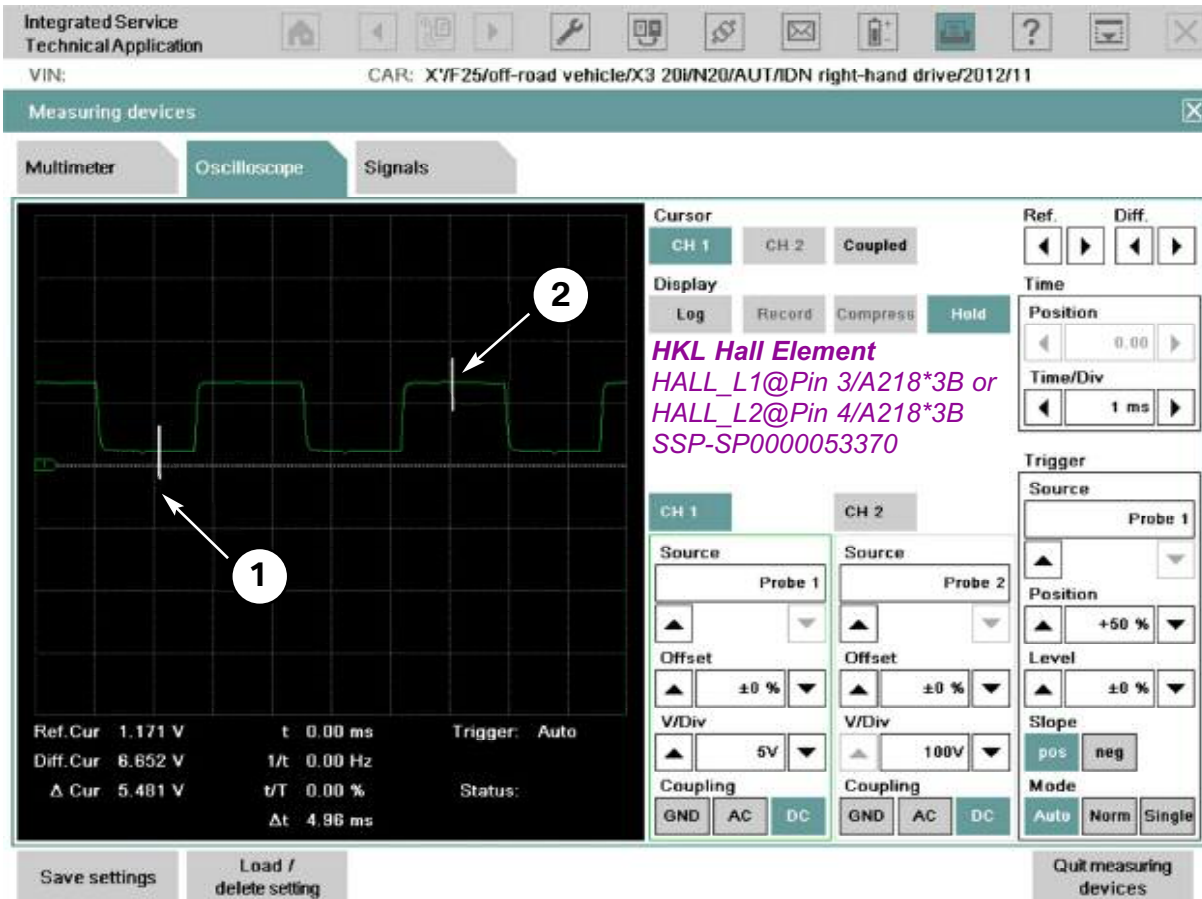 Integrated Service
Technical Application
VIN:
CAR: X'/F25/off-road vehicle/X3 20i/N20/AUT/IDN right-hand drive/2012/11
Measuring devices
Multimeter
Oscilloscope
Signals
1
2
1
Ref.Cur 1.171 V
t 0.00 ms
Trigger: Auto
Diff.Cur 6.652 V
1/t 0.00 Hz
Δ Cur 5.481 V
t/T 0.00 %
Status:
Δt 4.96 ms
Cursor
CH 1
CH 2
Coupled
Display
Log
Record
Compress
Hold
HKL Hall Element
HALL_L1@Pin 3/A218*3B or
HALL_L2@Pin 4/A218*3B
SSP-SP0000053370
CH 1
Source
Probe 1
Offset
±0 %
V/Div
5V
Coupling
GND
AC
DC
CH 2
Source
Probe 2
Offset
±0 %
V/Div
100V
Coupling
GND
AC
DC
Ref.
Diff.
Time
Position
0.00
Time/Div
1 ms
Trigger
Source
Probe 1
Position
+50 %
Level
±0 %
Slope
pos
neg
Mode
Auto
Norm
Single
Save settings
Load /
delete setting
Quit measuring
devices